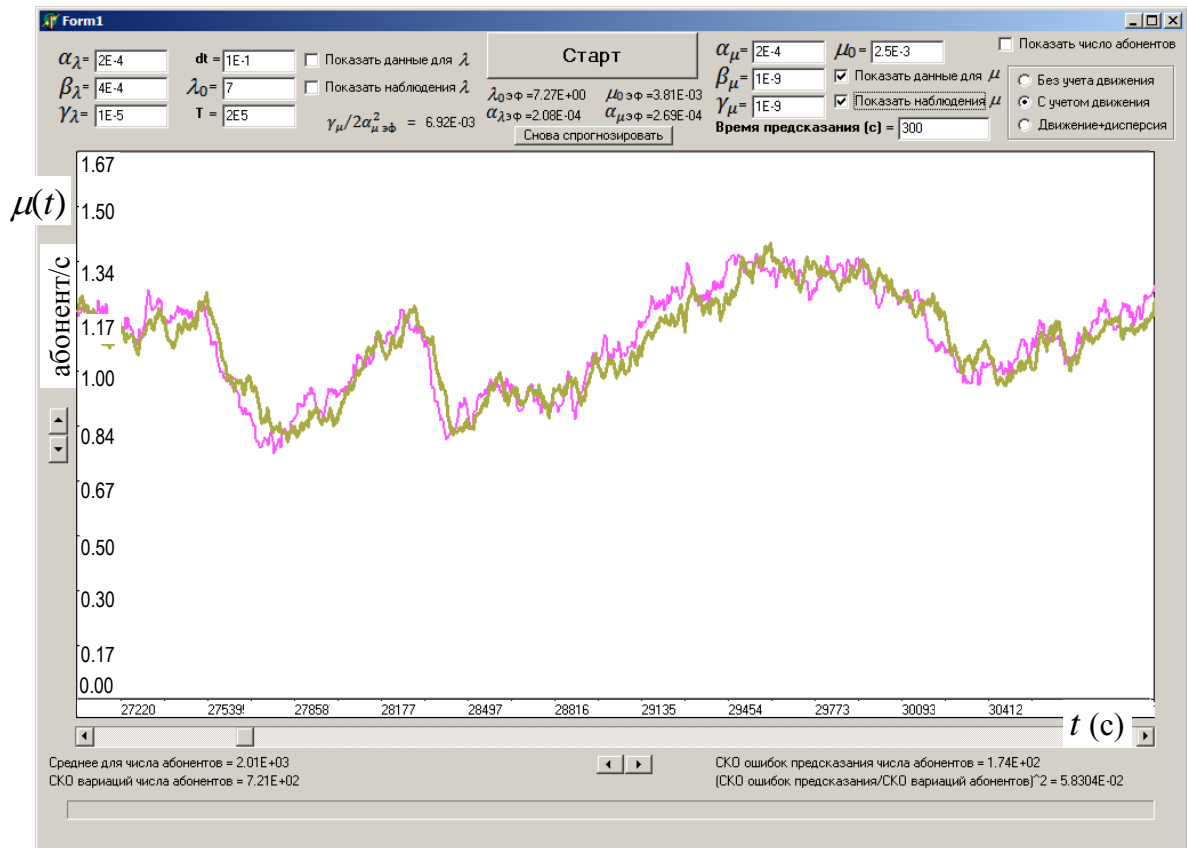 Form1
αλ= 2E-4 dt = 1E-1 Показать данные для λ
βλ= 4E-4 λ0= 7 Показать наблюдения λ
γλ= 1E-5 T = 2E5 γμ/2α²μ эф = 6.92E-03
Старт
λ0эф =7.27E+00 μ0эф =3.81E-03
αλэф =2.08E-04 αμэф =2.69E-04
Снова спрогнозировать
αμ= 2E-4 μ0= 2.5E-3
βμ= 1E-9 Показать данные для μ
γμ= 1E-9 Показать наблюдения μ
Время предсказания (с) = 300
Показать число абонентов
Без учета движения
С учетом движения
Движение+дисперсия
μ(t)
абонент/с
1.67
1.50
1.34
1.17
1.00
0.84
0.67
0.50
0.30
0.17
0.00
27220 27539 27858 28177 28497 28816 29135 29454 29773 30093 30412
t (c)
Среднее для числа абонентов = 2.01E+03
СКО вариаций числа абонентов = 7.21E+02
СКО ошибок предсказания числа абонентов = 1.74E+02
(СКО ошибок предсказания/СКО вариаций абонентов)^2 = 5.8304E-02